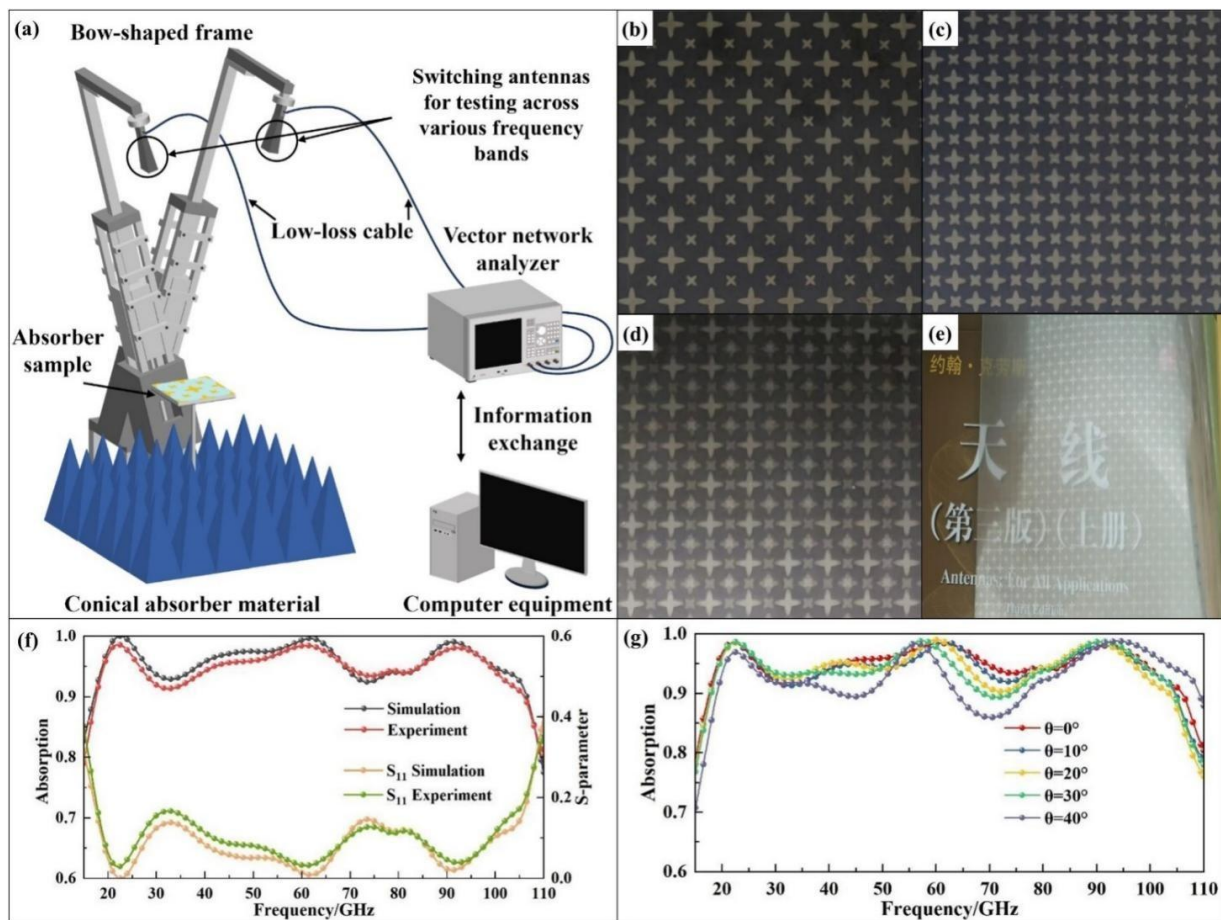 (a)
Bow-shaped frame
Switching antennas
for testing across
various frequency
bands
Low-loss cable
Vector network
analyzer
Absorber
sample
Information
exchange
Conical absorber material
Computer equipment
(b)
(c)
(d)
(e)
约翰·克劳斯
天线
(第三版)(上册)
Antennas: For All Applications
Third Edition
(f)
1.0
0.9
0.8
0.7
0.6
Absorption
0.6
0.4
0.2
0.0
S-parameter
Simulation
Experiment
S₁₁ Simulation
S₁₁ Experiment
20 30 40 50 60 70 80 90 100 110
Frequency/GHz
(g)
1.0
0.9
0.8
0.7
0.6
Absorption
θ=0°
θ=10°
θ=20°
θ=30°
θ=40°
20 30 40 50 60 70 80 90 100 110
Frequency/GHz